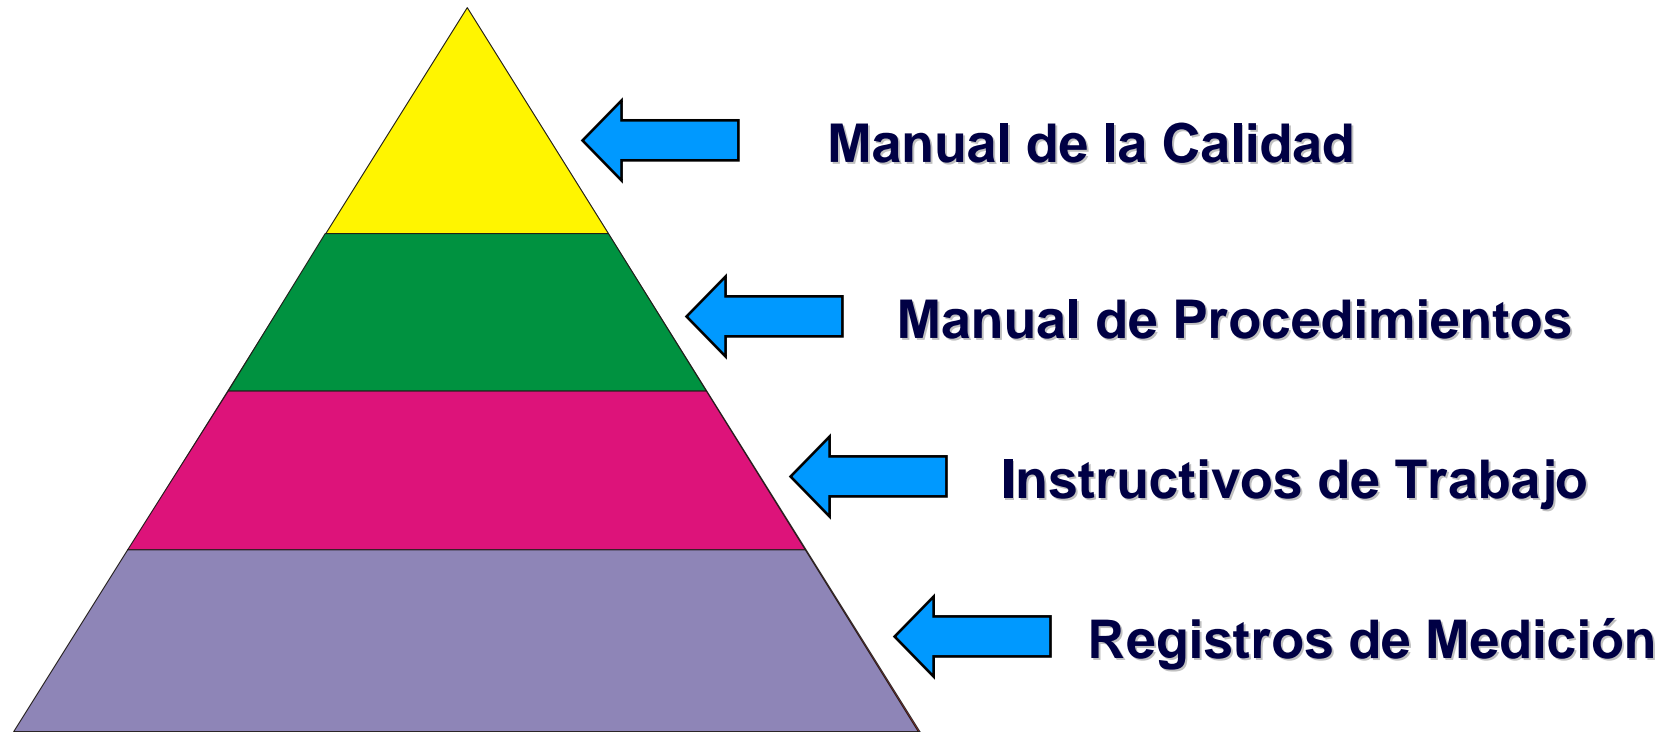 Manual de la Calidad
Manual de Procedimientos
Instructivos de Trabajo
Registros de Medición